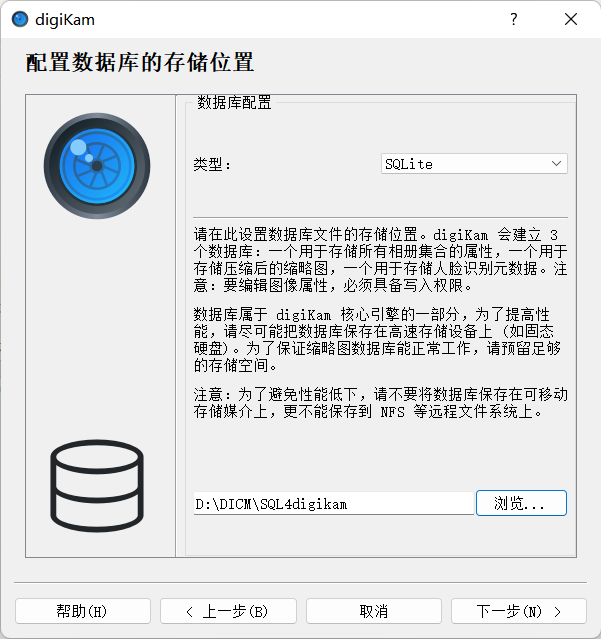 digiKam
?
配置数据库的存储位置
数据库配置
类型：
SQLite
请在此设置数据库文件的存储位置。digiKam 会建立 3
个数据库：一个用于存储所有相册集合的属性，一个用于
存储压缩后的缩略图，一个用于存储人脸识别元数据。注
意：要编辑图像属性，必须具备写入权限。
数据库属于 digiKam 核心引擎的一部分，为了提高性
能，请尽可能把数据库保存在高速存储设备上 (如固态
硬盘)。为了保证缩略图数据库能正常工作，请预留足够
的存储空间。
注意：为了避免性能低下，请不要将数据库保存在可移动
存储媒介上，更不能保存到 NFS 等远程文件系统上。
D:\DICM\SQL4digikam
浏览...
帮助(H)
< 上一步(B)
取消
下一步(N) >